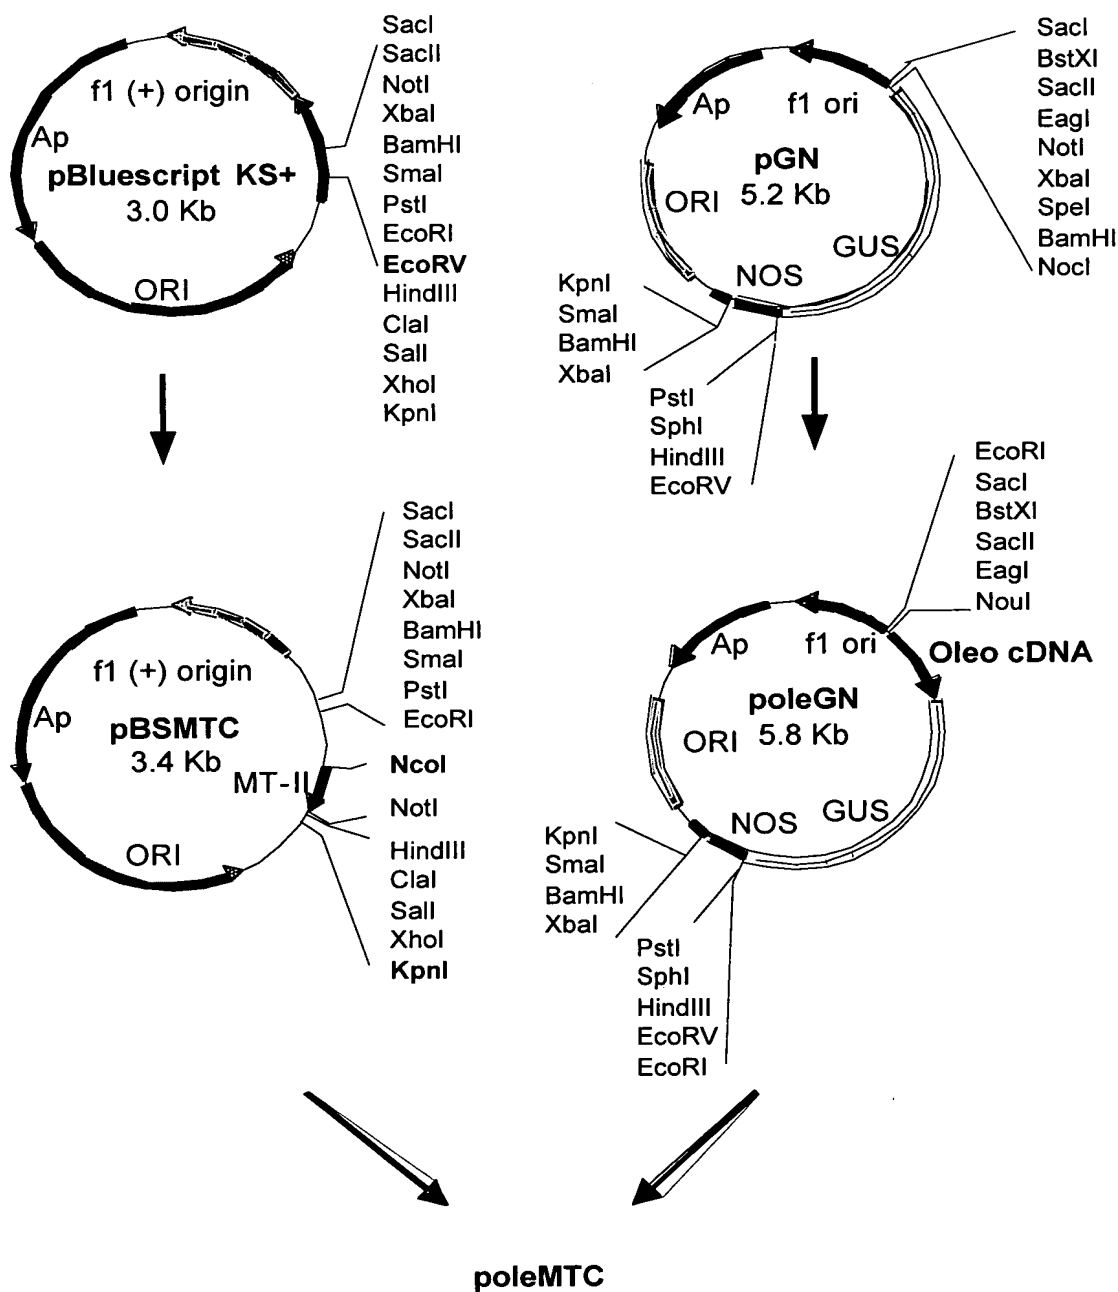 SacI
SacII
NotI
XbaI
BamHI
SmaI
PstI
EcoRI
EcoRV
HindIII
ClaI
SalI
XhoI
KpnI
f1 (+) origin
Ap
pBluescript KS+
3.0 Kb
ORI
SacI
BstXI
SacII
EagI
NotI
XbaI
SpeI
BamHI
NocI
Ap
f1 ori
pGN
5.2 Kb
ORI
GUS
NOS
KpnI
SmaI
BamHI
XbaI
PstI
SphI
HindIII
EcoRV
SacI
SacII
NotI
XbaI
BamHI
SmaI
PstI
EcoRI
NcoI
NotI
HindIII
ClaI
SalI
XhoI
KpnI
f1 (+) origin
Ap
pBSMTC
3.4 Kb
MT-II
ORI
EcoRI
SacI
BstXI
SacII
EagI
NouI
Ap
f1 ori
Oleo cDNA
poleGN
5.8 Kb
ORI
GUS
NOS
KpnI
SmaI
BamHI
XbaI
PstI
SphI
HindIII
EcoRV
EcoRI
poleMTC